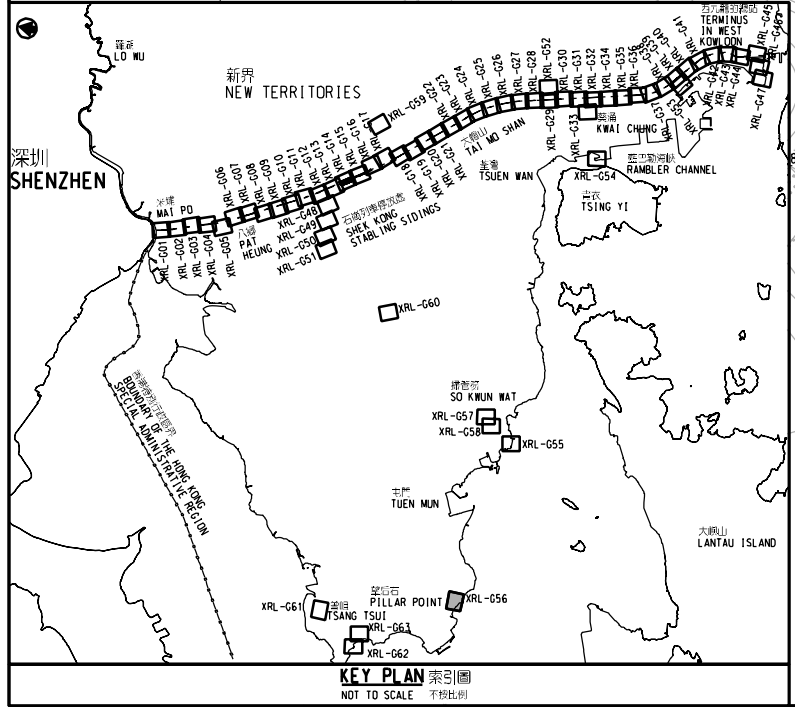 羅湖
LO WU
新界
NEW TERRITORIES
深圳
SHENZHEN
米埔
MAI PO
XRL-G01
XRL-G02
XRL-G03
XRL-G04
XRL-G05
XRL-G06
XRL-G07
XRL-G08
XRL-G09
XRL-G10
XRL-G11
XRL-G12
XRL-G13
XRL-G14
XRL-G15
XRL-G16
XRL-G17
XRL-G59
八鄉
PAT
HEUNG
XRL-G48
XRL-G49
XRL-G50
XRL-G51
石崗列車停放處
SHEK KONG
STABLING SIDINGS
XRL-G18
XRL-G19
XRL-G20
XRL-G21
XRL-G22
XRL-G23
XRL-G24
XRL-G25
XRL-G26
XRL-G27
XRL-G28
XRL-G52
XRL-G29
XRL-G30
XRL-G31
XRL-G32
XRL-G33
XRL-G34
XRL-G35
XRL-G36
XRL-G37
XRL-G38
XRL-G39
XRL-G40
XRL-G41
XRL-G53
XRL-G42
XRL-G43
XRL-G44
XRL-G45
XRL-G46
XRL-G47
西九龍的總站
TERMINUS
IN WEST
KOWLOON
大帽山
TAI MO SHAN
荃灣
TSUEN WAN
葵涌
KWAI CHUNG
XRL-G54
藍巴勒海峽
RAMBLER CHANNEL
青衣
TSING YI
XRL-G60
香港特別行政區界
BOUNDARY OF THE HONG KONG
SPECIAL ADMINISTRATIVE REGION
掃管笏
SO KWUN WAT
XRL-G57
XRL-G58
XRL-G55
屯門
TUEN MUN
大嶼山
LANTAU ISLAND
望后石
PILLAR POINT
XRL-G56
XRL-G61
曾咀
TSANG TSUI
XRL-G63
XRL-G62
KEY PLAN 索引圖
NOT TO SCALE 不按比例